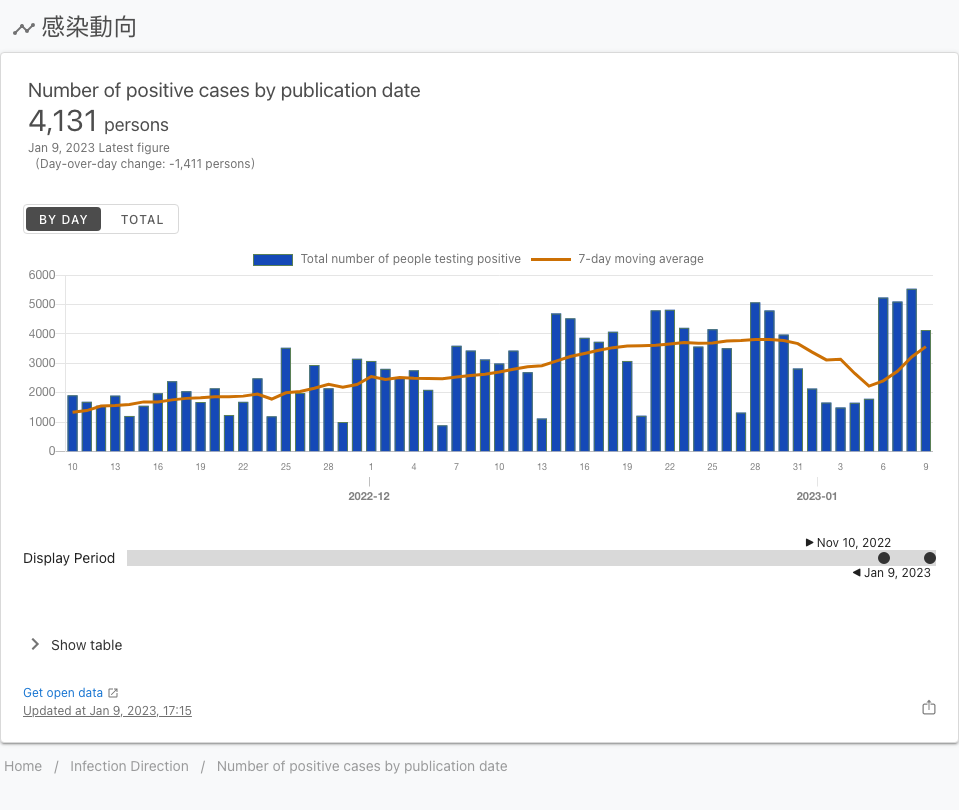 感染動向
Number of positive cases by publication date
4,131 persons
Jan 9, 2023 Latest figure
(Day-over-day change: -1,411 persons)
BY DAY TOTAL
Total number of people testing positive 7-day moving average
6000
5000
4000
3000
2000
1000
0
10 13 16 19 22 25 28 1 4 7 10 13 16 19 22 25 28 31 3 6 9
2022-12 2023-01
▶ Nov 10, 2022
Display Period
◀ Jan 9, 2023
Show table
Get open data
Updated at Jan 9, 2023, 17:15
Home / Infection Direction / Number of positive cases by publication date